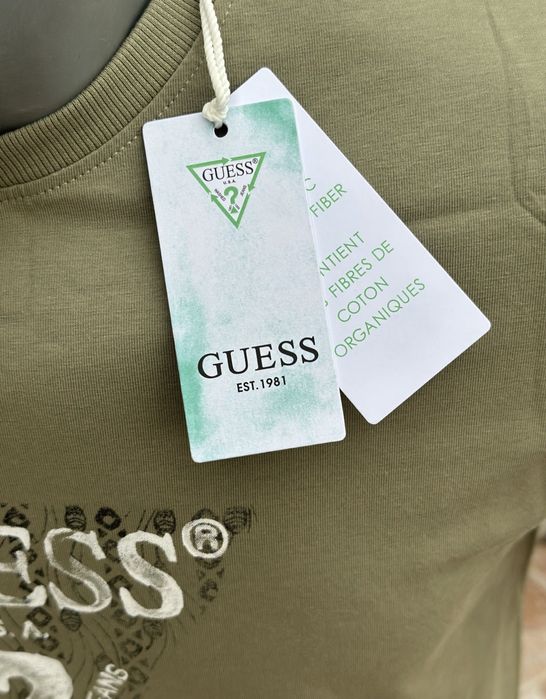 GUESS®
U.S.A.
?
GUESS
EST.1981
C
FIBER
NTIENT
FIBRES DE
COTON
ORGANIQUES
ESS®